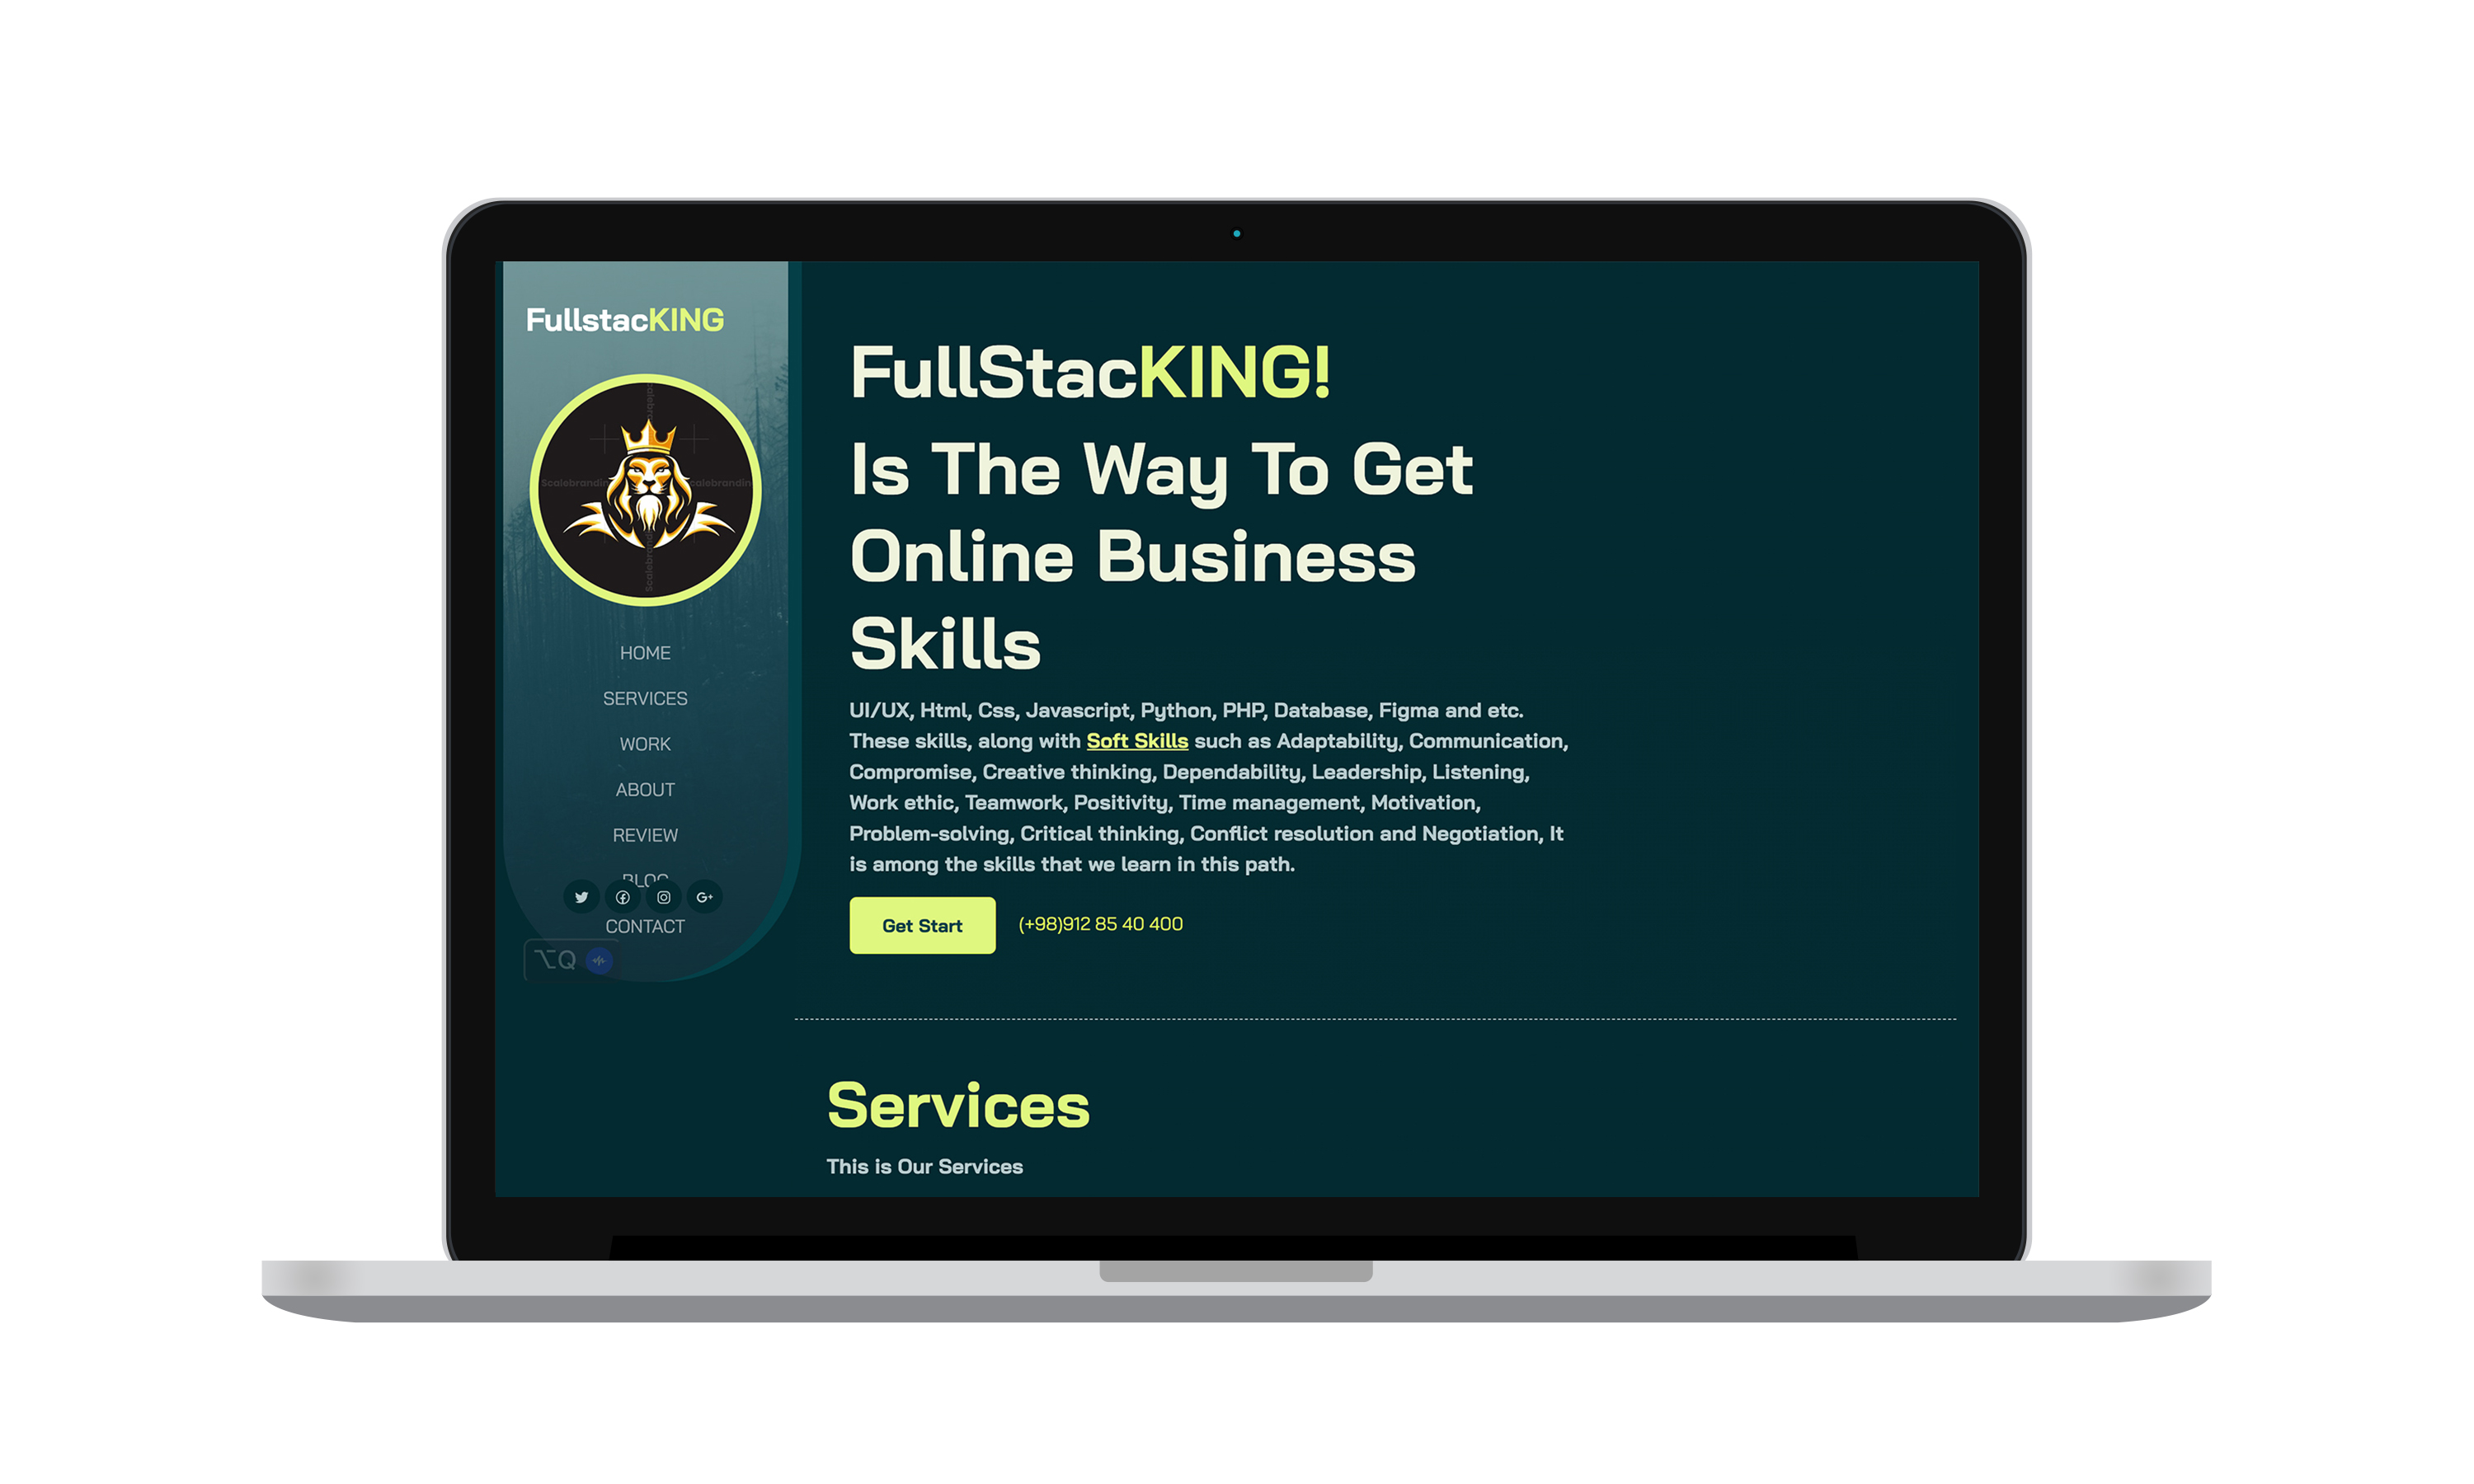 FullstacKING
Scalebrandin
calebrandin
HOME
SERVICES
WORK
ABOUT
REVIEW
BLOG
G+
CONTACT
⌥Q
FullStacKING!
Is The Way To Get
Online Business
Skills
UI/UX, Html, Css, Javascript, Python, PHP, Database, Figma and etc.
These skills, along with Soft Skills such as Adaptability, Communication,
Compromise, Creative thinking, Dependability, Leadership, Listening,
Work ethic, Teamwork, Positivity, Time management, Motivation,
Problem-solving, Critical thinking, Conflict resolution and Negotiation, It
is among the skills that we learn in this path.
Get Start
(+98)912 85 40 400
Services
This is Our Services